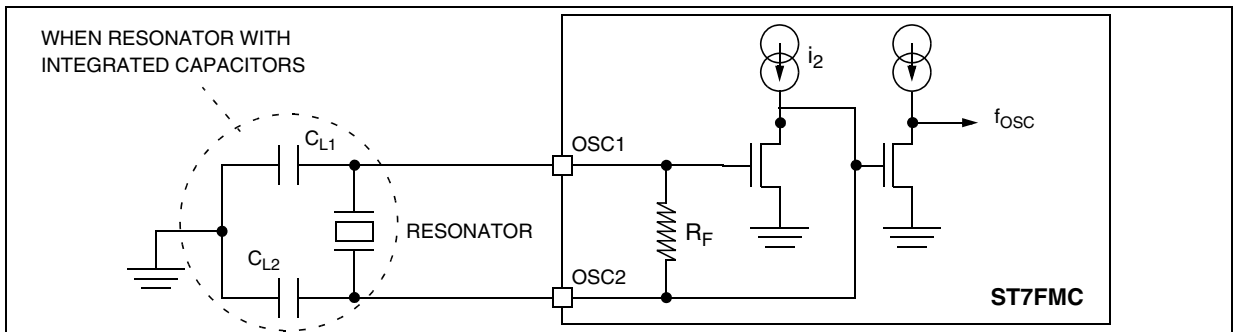 WHEN RESONATOR WITH
INTEGRATED CAPACITORS
i2
fOSC
CL1
OSC1
RESONATOR
RF
CL2
OSC2
ST7FMC